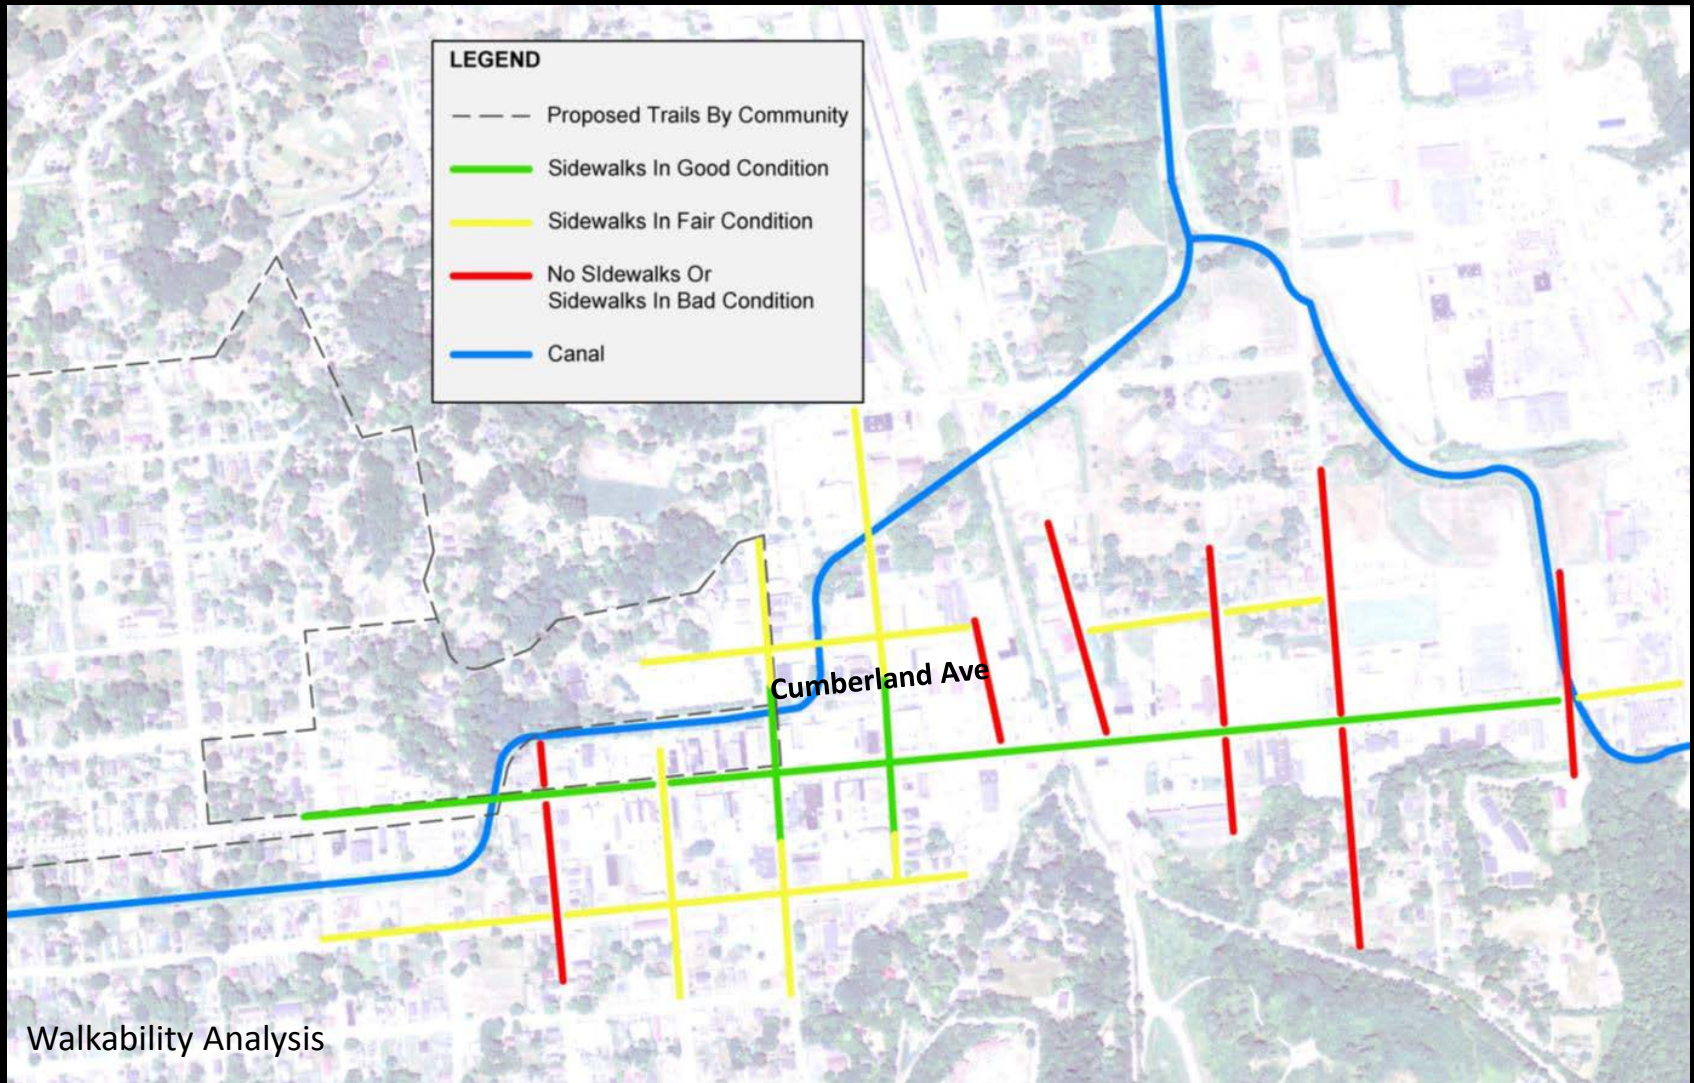 LEGEND
Proposed Trails By Community
Sidewalks In Good Condition
Sidewalks In Fair Condition
No SIdewalks Or
Sidewalks In Bad Condition
Canal
Cumberland Ave
Walkability Analysis